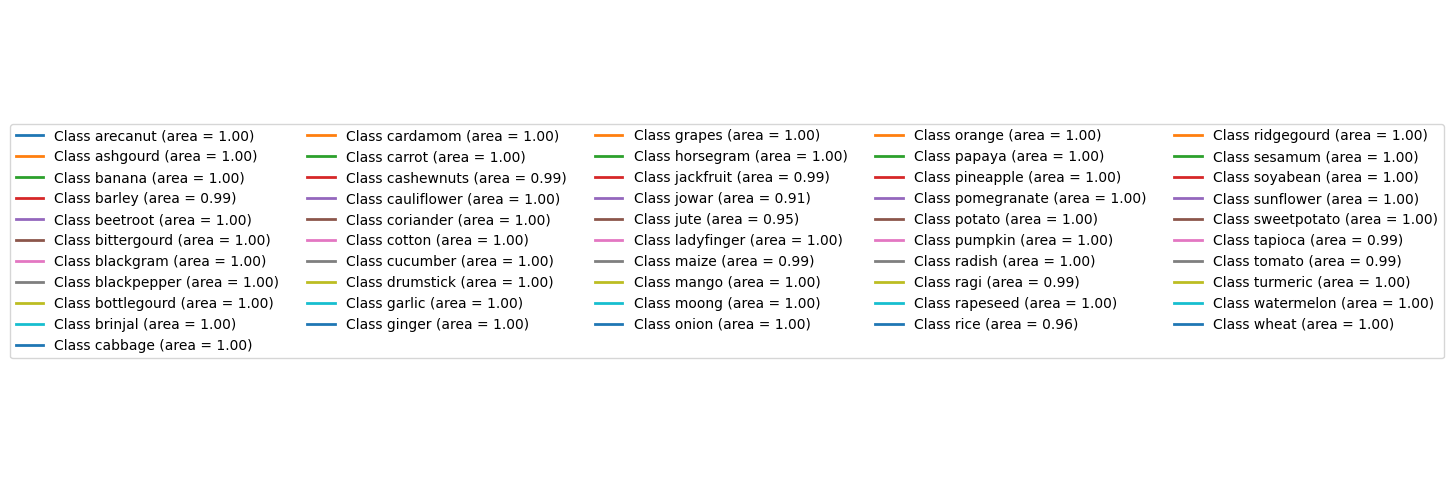 Class arecanut (area = 1.00)
Class ashgourd (area = 1.00)
Class banana (area = 1.00)
Class barley (area = 0.99)
Class beetroot (area = 1.00)
Class bittergourd (area = 1.00)
Class blackgram (area = 1.00)
Class blackpepper (area = 1.00)
Class bottlegourd (area = 1.00)
Class brinjal (area = 1.00)
Class cabbage (area = 1.00)
Class cardamom (area = 1.00)
Class carrot (area = 1.00)
Class cashewnuts (area = 0.99)
Class cauliflower (area = 1.00)
Class coriander (area = 1.00)
Class cotton (area = 1.00)
Class cucumber (area = 1.00)
Class drumstick (area = 1.00)
Class garlic (area = 1.00)
Class ginger (area = 1.00)
Class grapes (area = 1.00)
Class horsegram (area = 1.00)
Class jackfruit (area = 0.99)
Class jowar (area = 0.91)
Class jute (area = 0.95)
Class ladyfinger (area = 1.00)
Class maize (area = 0.99)
Class mango (area = 1.00)
Class moong (area = 1.00)
Class onion (area = 1.00)
Class orange (area = 1.00)
Class papaya (area = 1.00)
Class pineapple (area = 1.00)
Class pomegranate (area = 1.00)
Class potato (area = 1.00)
Class pumpkin (area = 1.00)
Class radish (area = 1.00)
Class ragi (area = 0.99)
Class rapeseed (area = 1.00)
Class rice (area = 0.96)
Class ridgegourd (area = 1.00)
Class sesamum (area = 1.00)
Class soyabean (area = 1.00)
Class sunflower (area = 1.00)
Class sweetpotato (area = 1.00)
Class tapioca (area = 0.99)
Class tomato (area = 0.99)
Class turmeric (area = 1.00)
Class watermelon (area = 1.00)
Class wheat (area = 1.00)